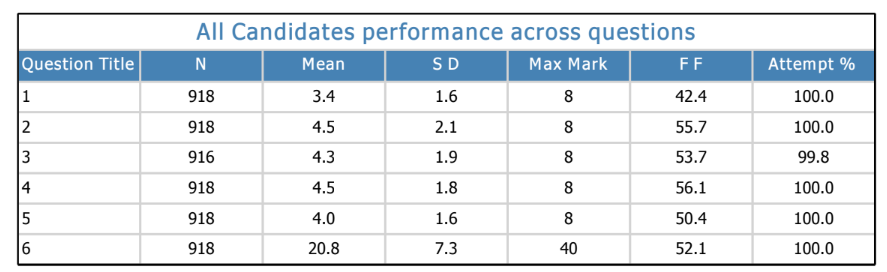 All Candidates performance across questions
Question Title N Mean S D Max Mark F F Attempt %
1 918 3.4 1.6 8 42.4 100.0
2 918 4.5 2.1 8 55.7 100.0
3 916 4.3 1.9 8 53.7 99.8
4 918 4.5 1.8 8 56.1 100.0
5 918 4.0 1.6 8 50.4 100.0
6 918 20.8 7.3 40 52.1 100.0